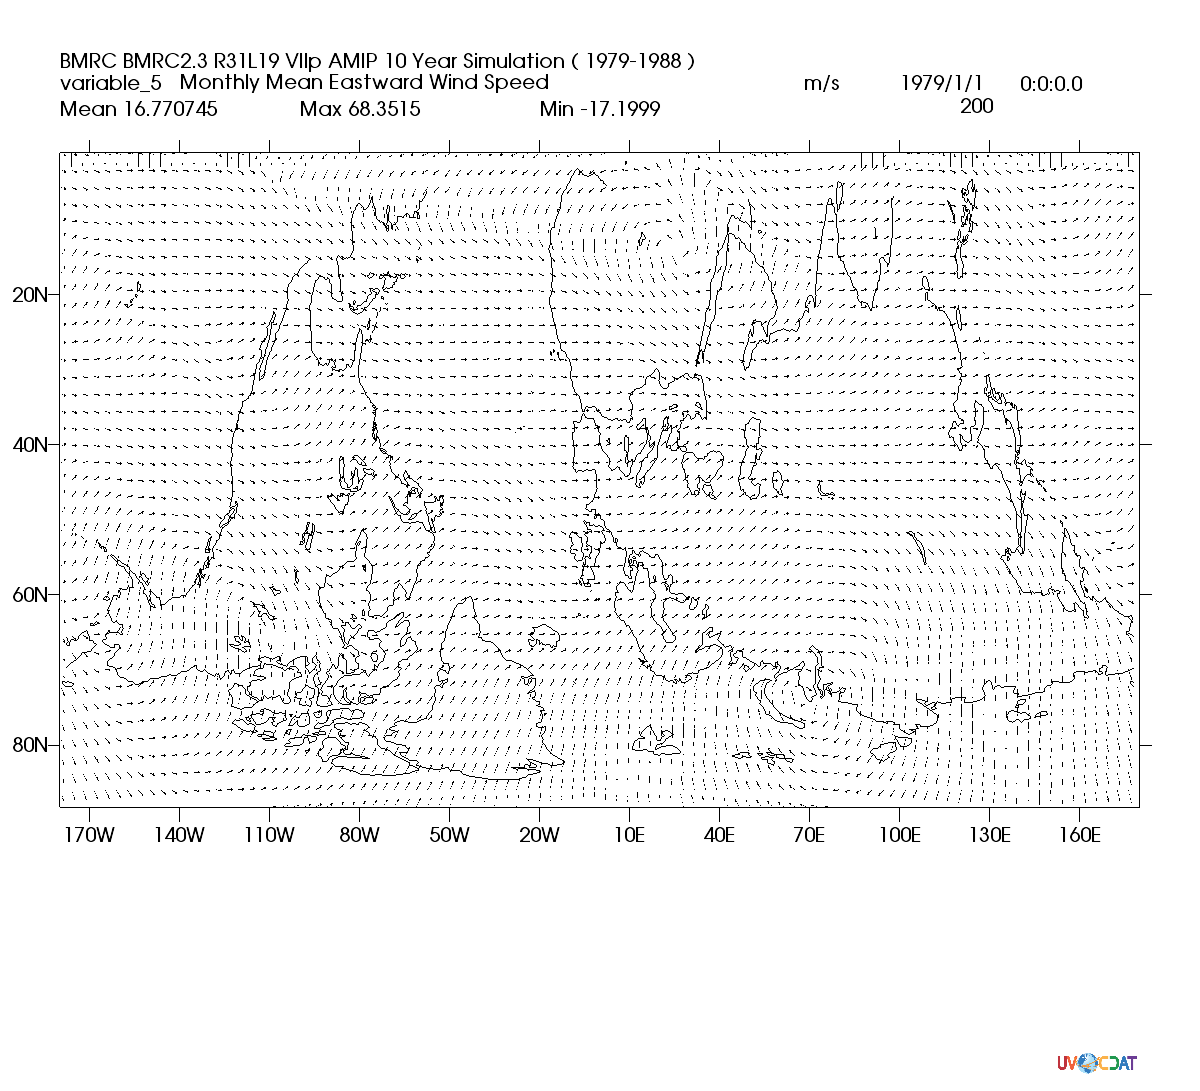 BMRC BMRC2.3 R31L19 VIIp AMIP 10 Year Simulation ( 1979-1988 )
variable_5 Monthly Mean Eastward Wind Speed m/s 1979/1/1 0:0:0.0
Mean 16.770745 Max 68.3515 Min -17.1999 200
20N
40N
60N
80N
170W 140W 110W 80W 50W 20W 10E 40E 70E 100E 130E 160E
UV CDAT